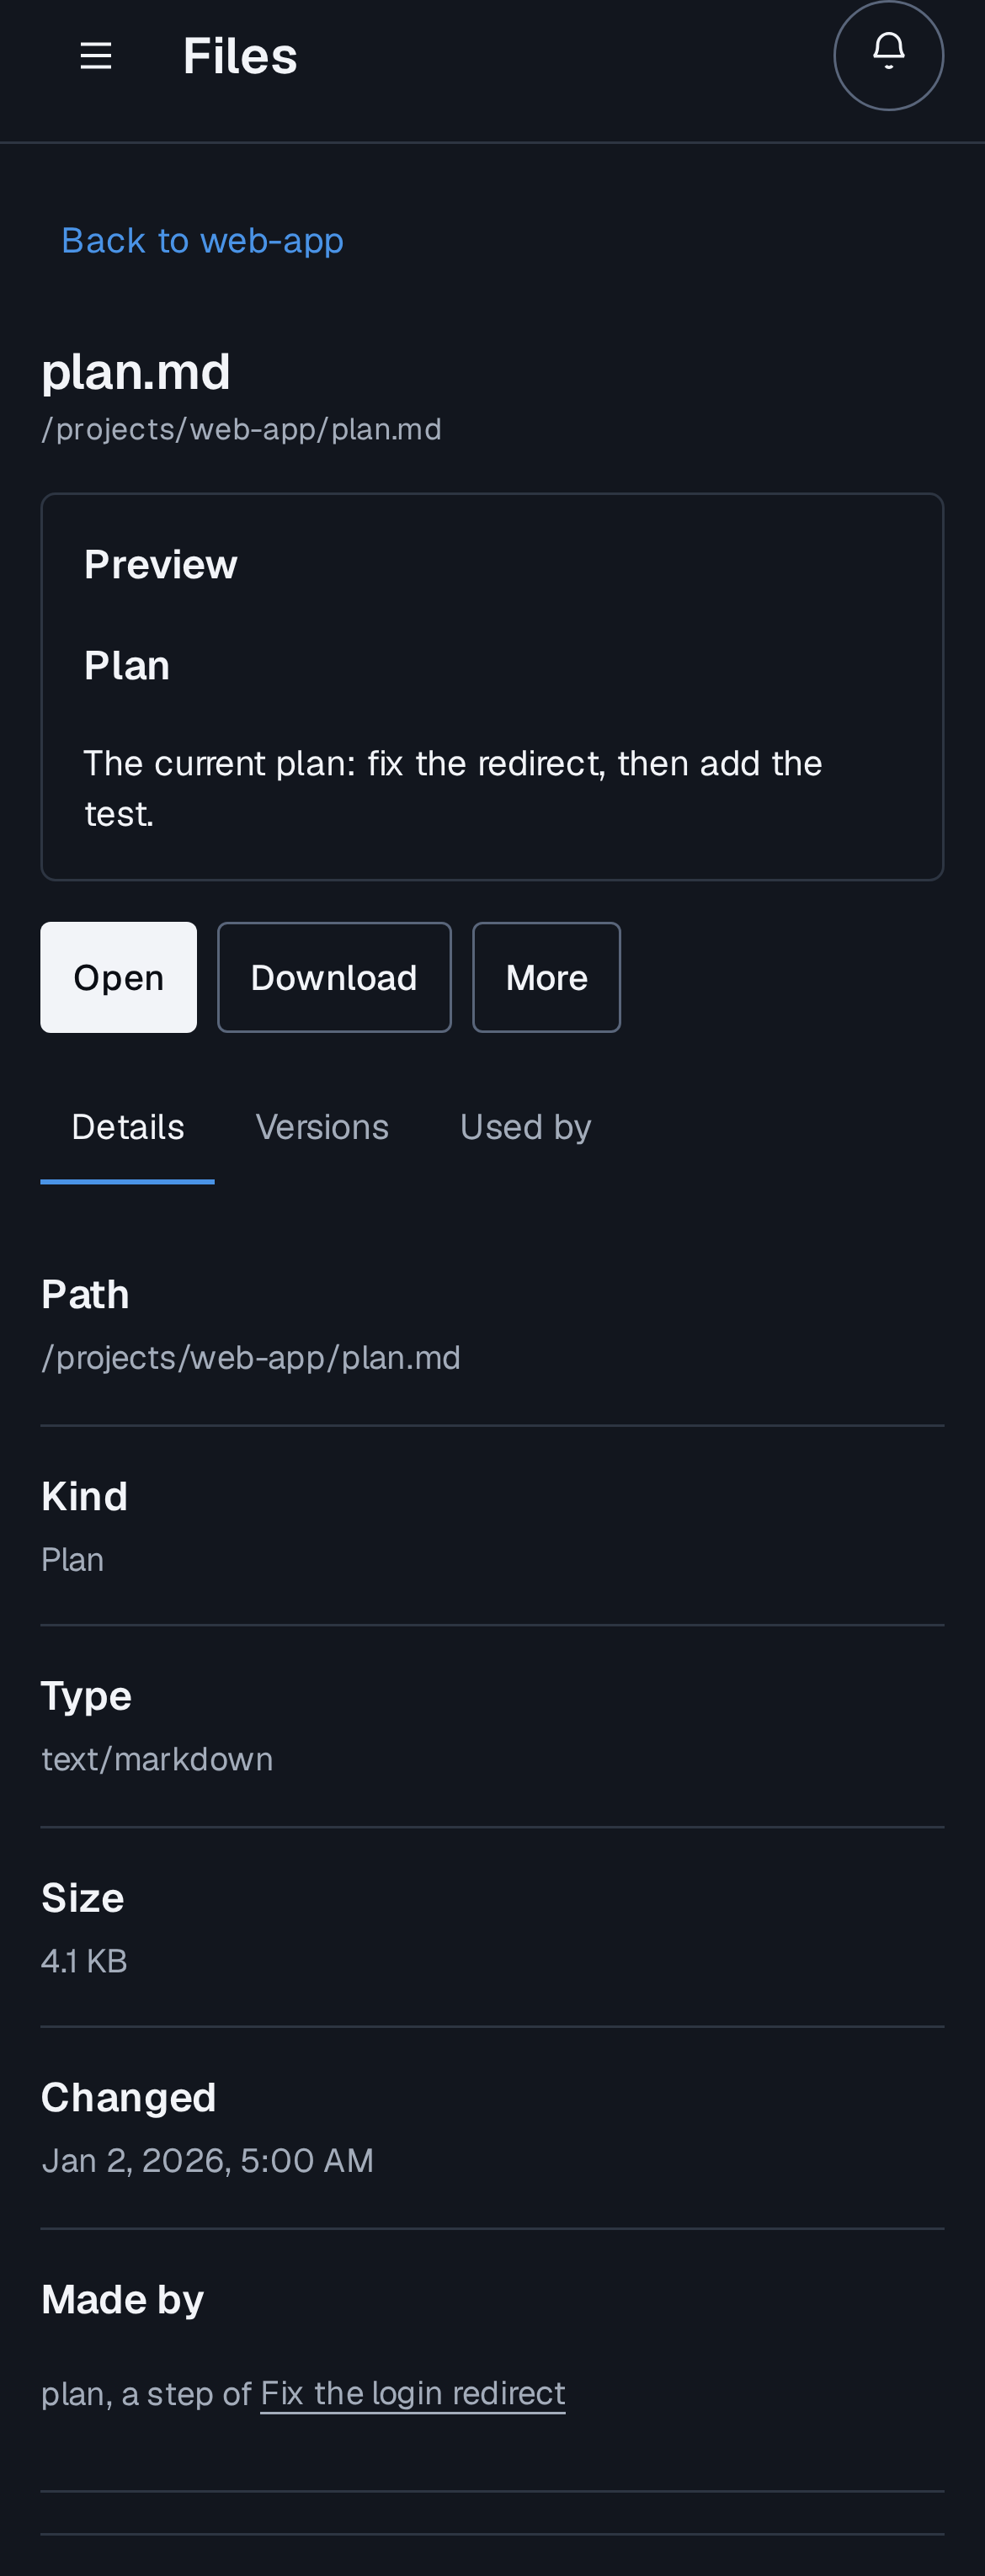 Files
Back to web-app
plan.md
/projects/web-app/plan.md
Preview
Plan
The current plan: fix the redirect, then add the
test.
Open
Download
More
Details
Versions
Used by
Path
/projects/web-app/plan.md
Kind
Plan
Type
text/markdown
Size
4.1 KB
Changed
Jan 2, 2026, 5:00 AM
Made by
plan, a step of Fix the login redirect